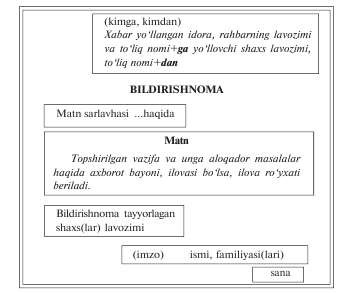 (kimga, kimdan)
Xabar yo‘llangan idora, rahbarning lavozimi
va to‘liq nomi+ga yo‘llovchi shaxs lavozimi,
to‘liq nomi+dan
BILDIRISHNOMA
Matn sarlavhasi ...haqida
Matn
Topshirilgan vazifa va unga aloqador masalalar
haqida axborot bayoni, ilovasi bo‘lsa, ilova ro‘yxati
beriladi.
Bildirishnoma tayyorlagan
shaxs(lar) lavozimi
(imzo) ismi, familiyasi(lari)
sana